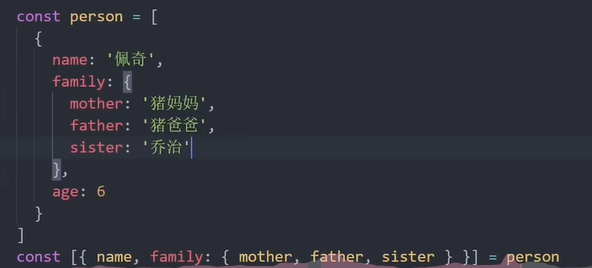 const person = [
{
name: '佩奇',
family: {
mother: '猪妈妈',
father: '猪爸爸',
sister: '乔治'
},
age: 6
}
]
const [{ name, family: { mother, father, sister } }] = person